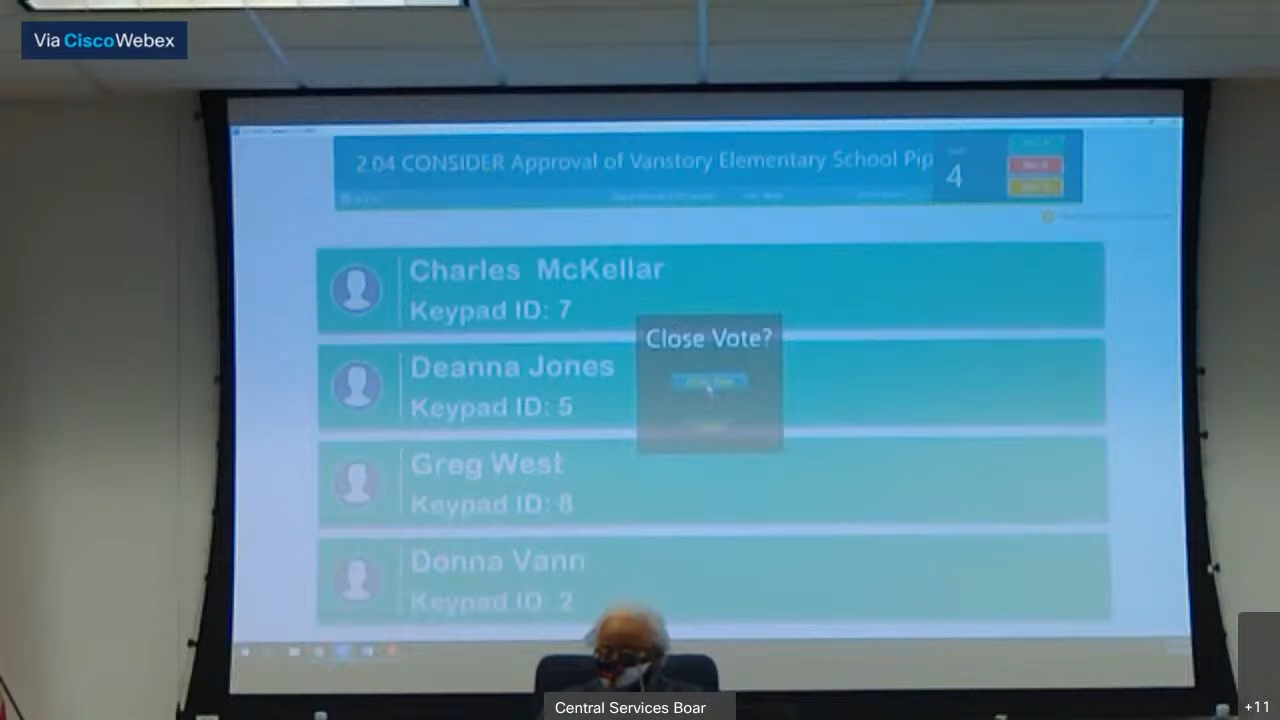 Via CiscoWebex
2.04 CONSIDER Approval of Vanstory Elementary School Pip
4
Charles McKellar
Keypad ID: 7
Close Vote?
Deanna Jones
Keypad ID: 5
Greg West
Keypad ID: 8
Donna Vann
Keypad ID: 2
Central Services Boar
+11